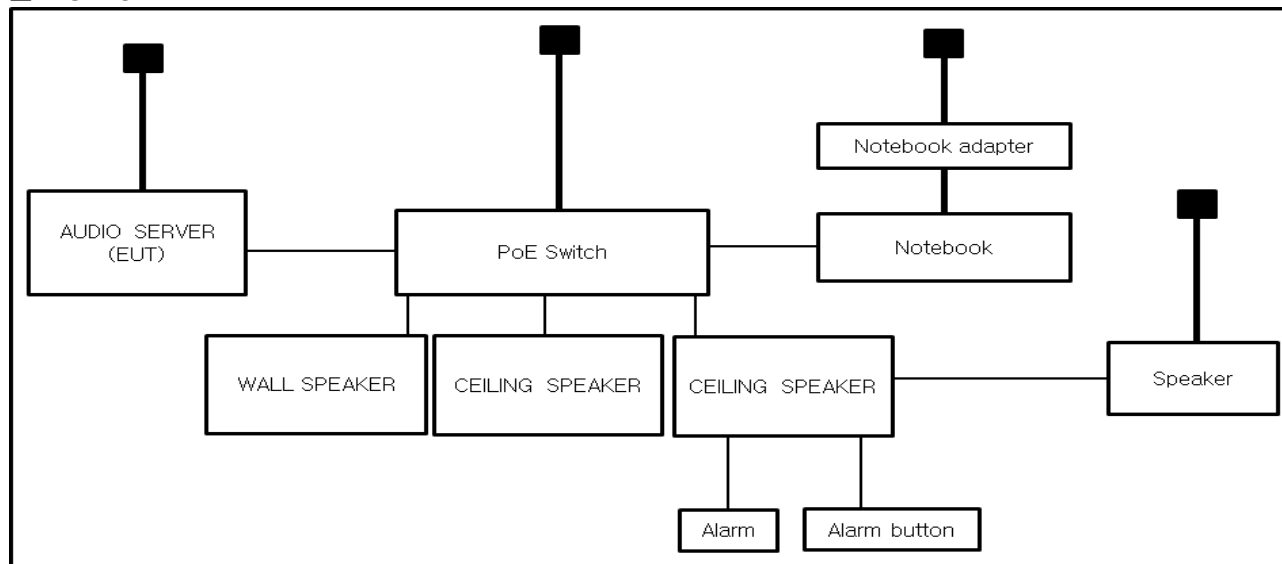 Notebook adapter
AUDIO SERVER
(EUT)
PoE Switch
Notebook
WALL SPEAKER
CEILING SPEAKER
CEILING SPEAKER
Speaker
Alarm
Alarm button